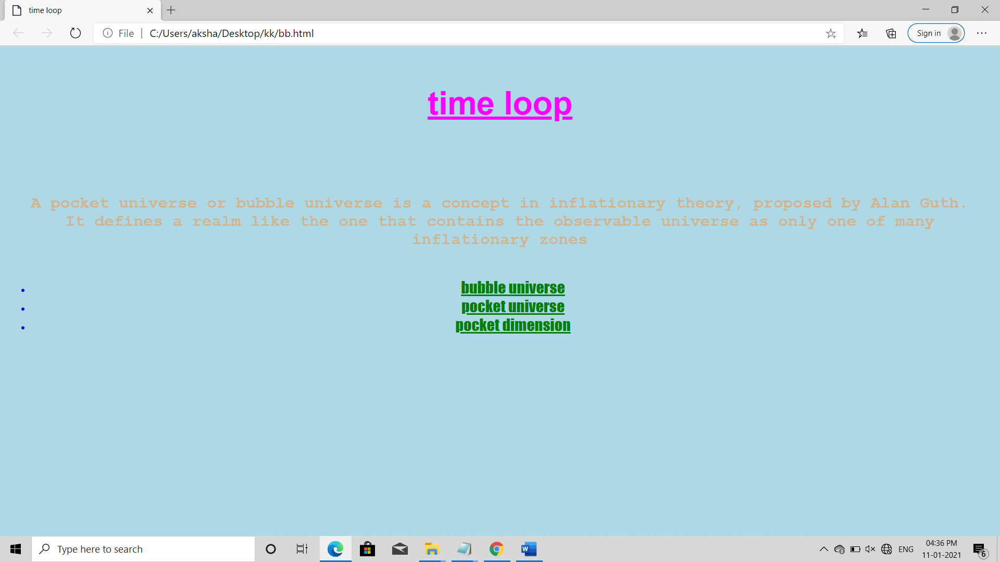 time loop
File
C:/Users/aksha/Desktop/kk/bb.html
Sign in
time loop
A pocket universe or bubble universe is a concept in inflationary theory, proposed by Alan Guth.
It defines a realm like the one that contains the observable universe as only one of many
inflationary zones
bubble universe
pocket universe
pocket dimension
Type here to search
W
ENG
04:36 PM
11-01-2021
6